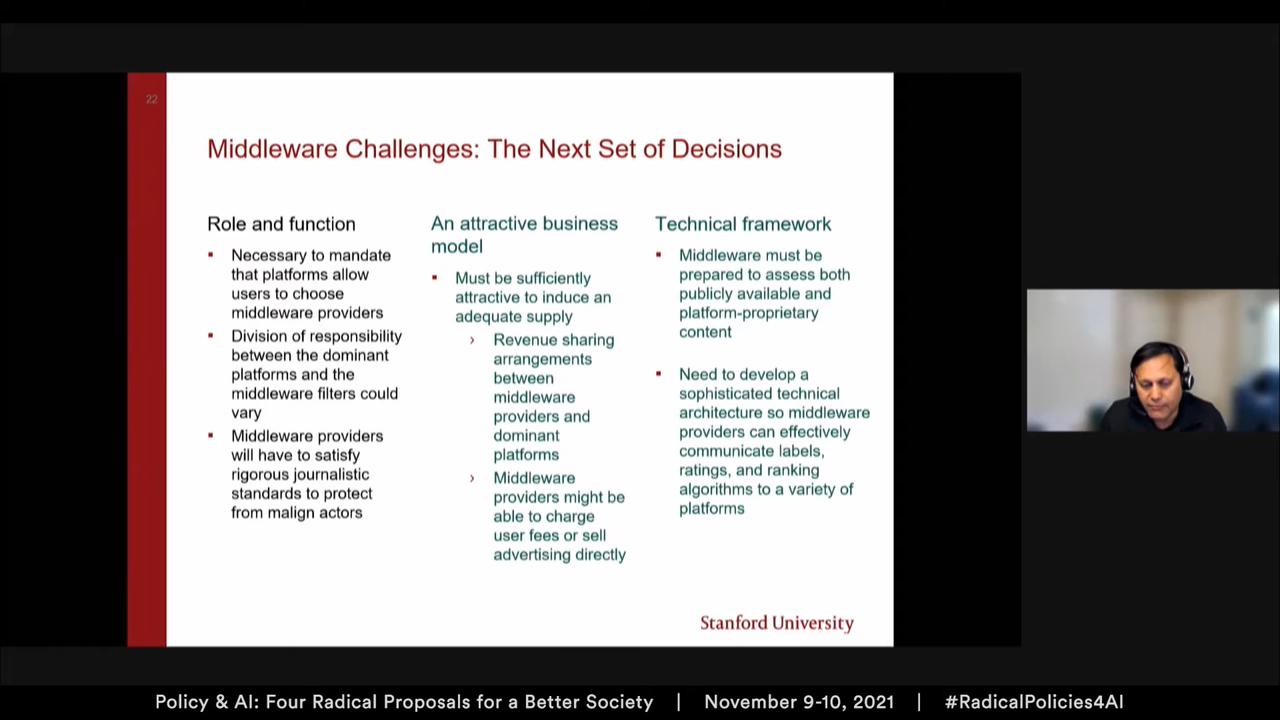 22
Middleware Challenges: The Next Set of Decisions
Role and function
▪ Necessary to mandate
that platforms allow
users to choose
middleware providers
▪ Division of responsibility
between the dominant
platforms and the
middleware filters could
vary
▪ Middleware providers
will have to satisfy
rigorous journalistic
standards to protect
from malign actors
An attractive business
model
▪ Must be sufficiently
attractive to induce an
adequate supply
› Revenue sharing
arrangements
between
middleware
providers and
dominant
platforms
› Middleware
providers might be
able to charge
user fees or sell
advertising directly
Technical framework
▪ Middleware must be
prepared to assess both
publicly available and
platform-proprietary
content
▪ Need to develop a
sophisticated technical
architecture so middleware
providers can effectively
communicate labels,
ratings, and ranking
algorithms to a variety of
platforms
Stanford University
Policy & AI: Four Radical Proposals for a Better Society | November 9-10, 2021 | #RadicalPolicies4AI